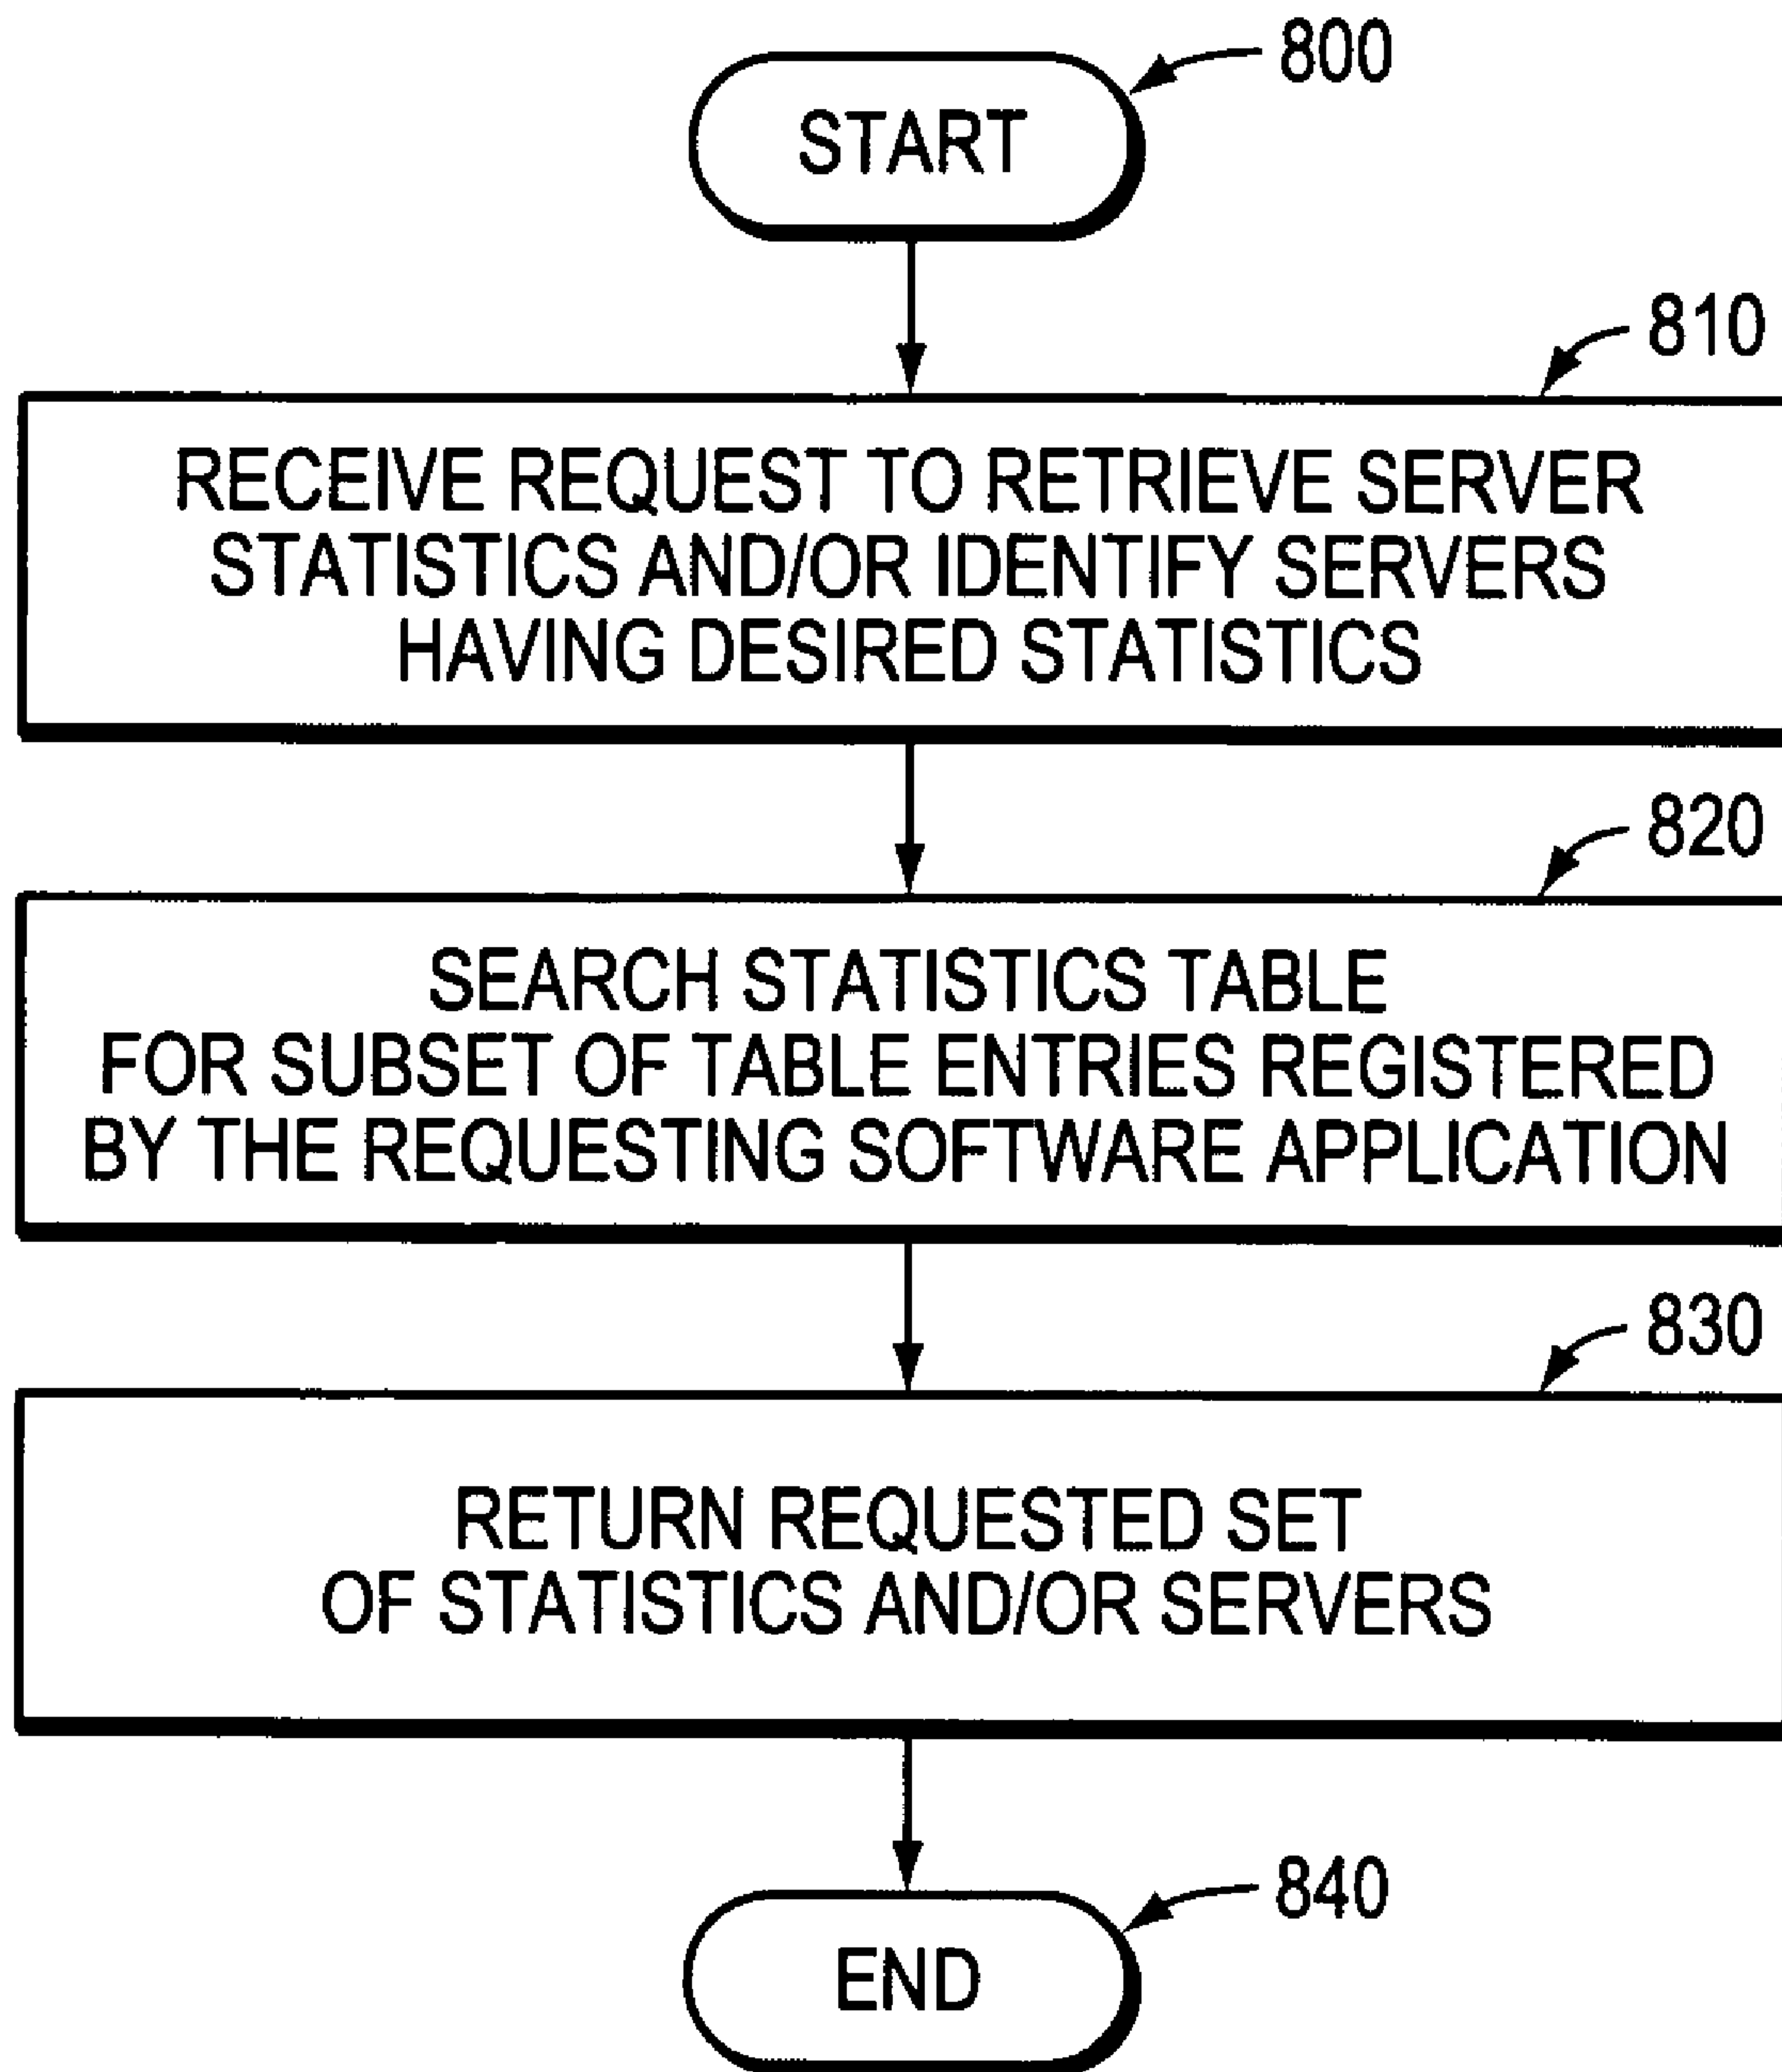 800
START
810
RECEIVE REQUEST TO RETRIEVE SERVER
STATISTICS AND/OR IDENTIFY SERVERS
HAVING DESIRED STATISTICS
820
SEARCH STATISTICS TABLE
FOR SUBSET OF TABLE ENTRIES REGISTERED
BY THE REQUESTING SOFTWARE APPLICATION
830
RETURN REQUESTED SET
OF STATISTICS AND/OR SERVERS
840
END